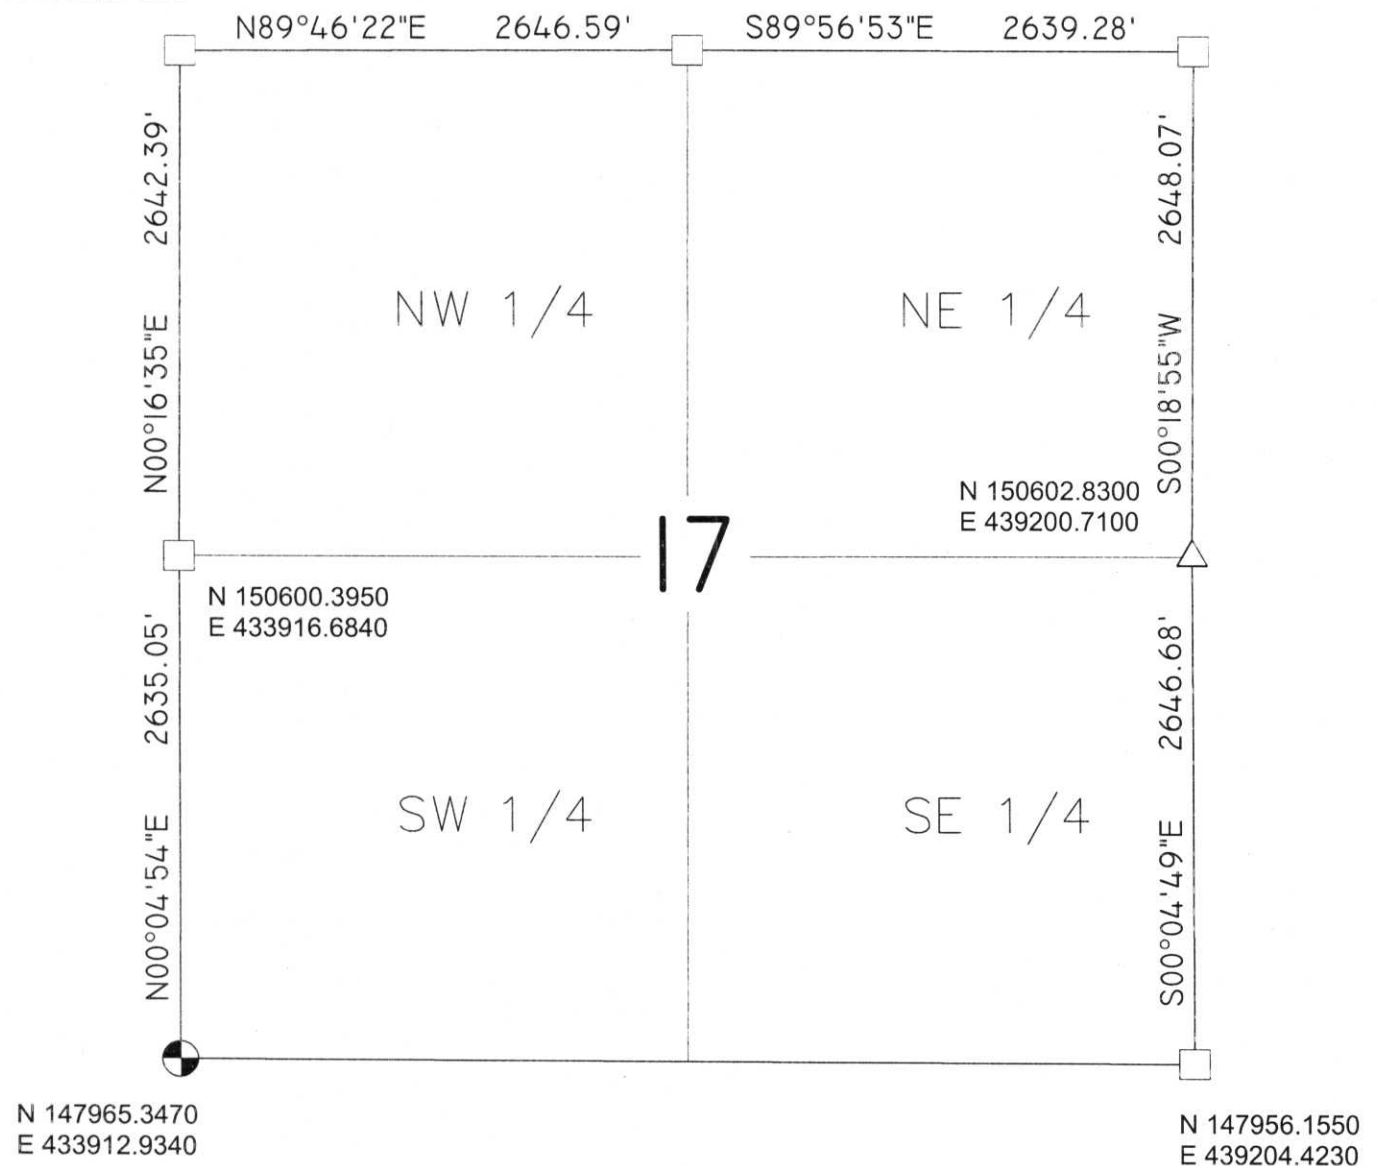 N89°46'22"E 2646.59' S89°56'53"E 2639.28'
N00°16'35"E 2642.39'
S00°18'55"W 2648.07'
NW 1/4
NE 1/4
N 150602.8300
E 439200.7100
17
N 150600.3950
E 433916.6840
N00°04'54"E 2635.05'
S00°04'49"E 2646.68'
SW 1/4
SE 1/4
N 147965.3470
E 433912.9340
N 147956.1550
E 439204.4230